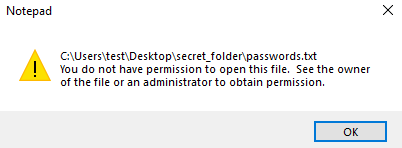 Notepad
C:\Users\test\Desktop\secret_folder\passwords.txt
You do not have permission to open this file.  See the owner
of the file or an administrator to obtain permission.
OK